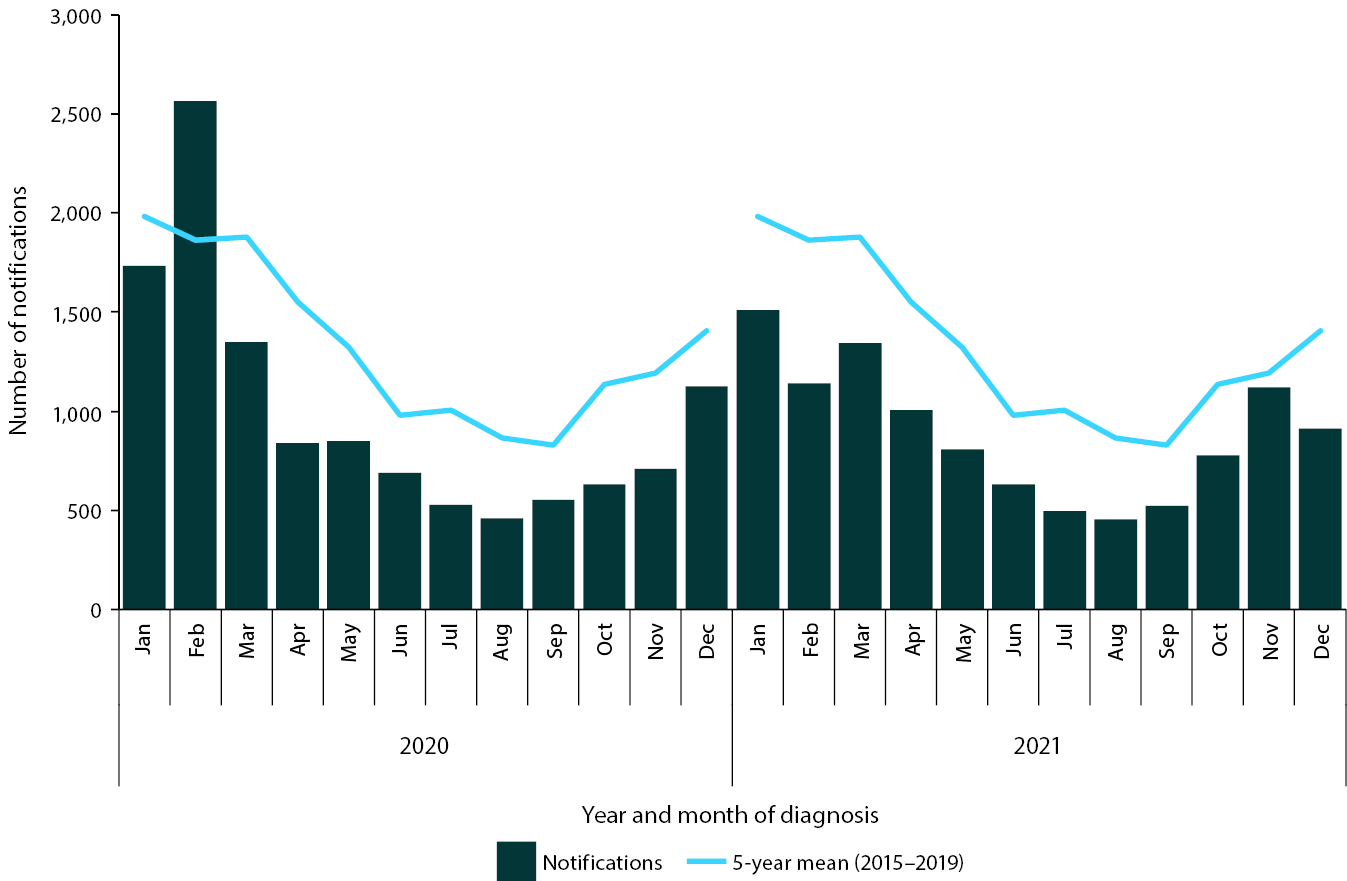 Number of notifications
3,000
2,500
2,000
1,500
1,000
500
0
Jan Feb Mar Apr May Jun Jul Aug Sep Oct Nov Dec Jan Feb Mar Apr May Jun Jul Aug Sep Oct Nov Dec
2020 2021
Year and month of diagnosis
Notifications 5-year mean (2015–2019)